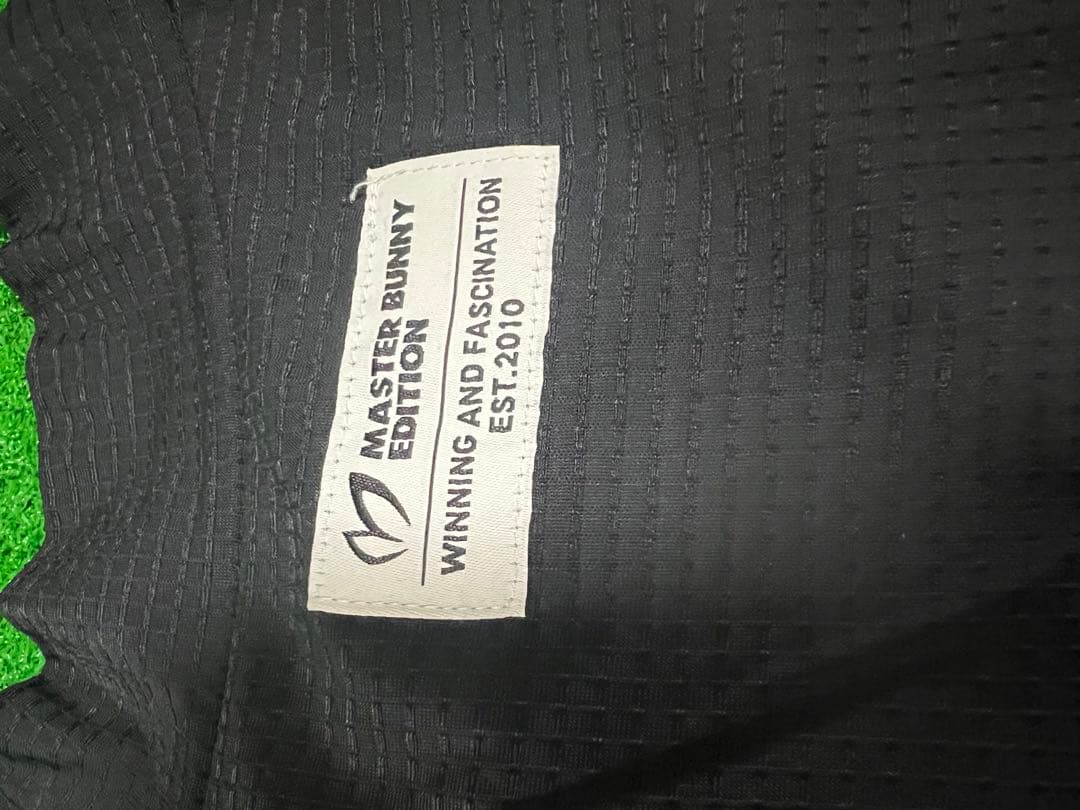 MASTER BUNNY
EDITION
WINNING AND FASCINATION
EST.2010